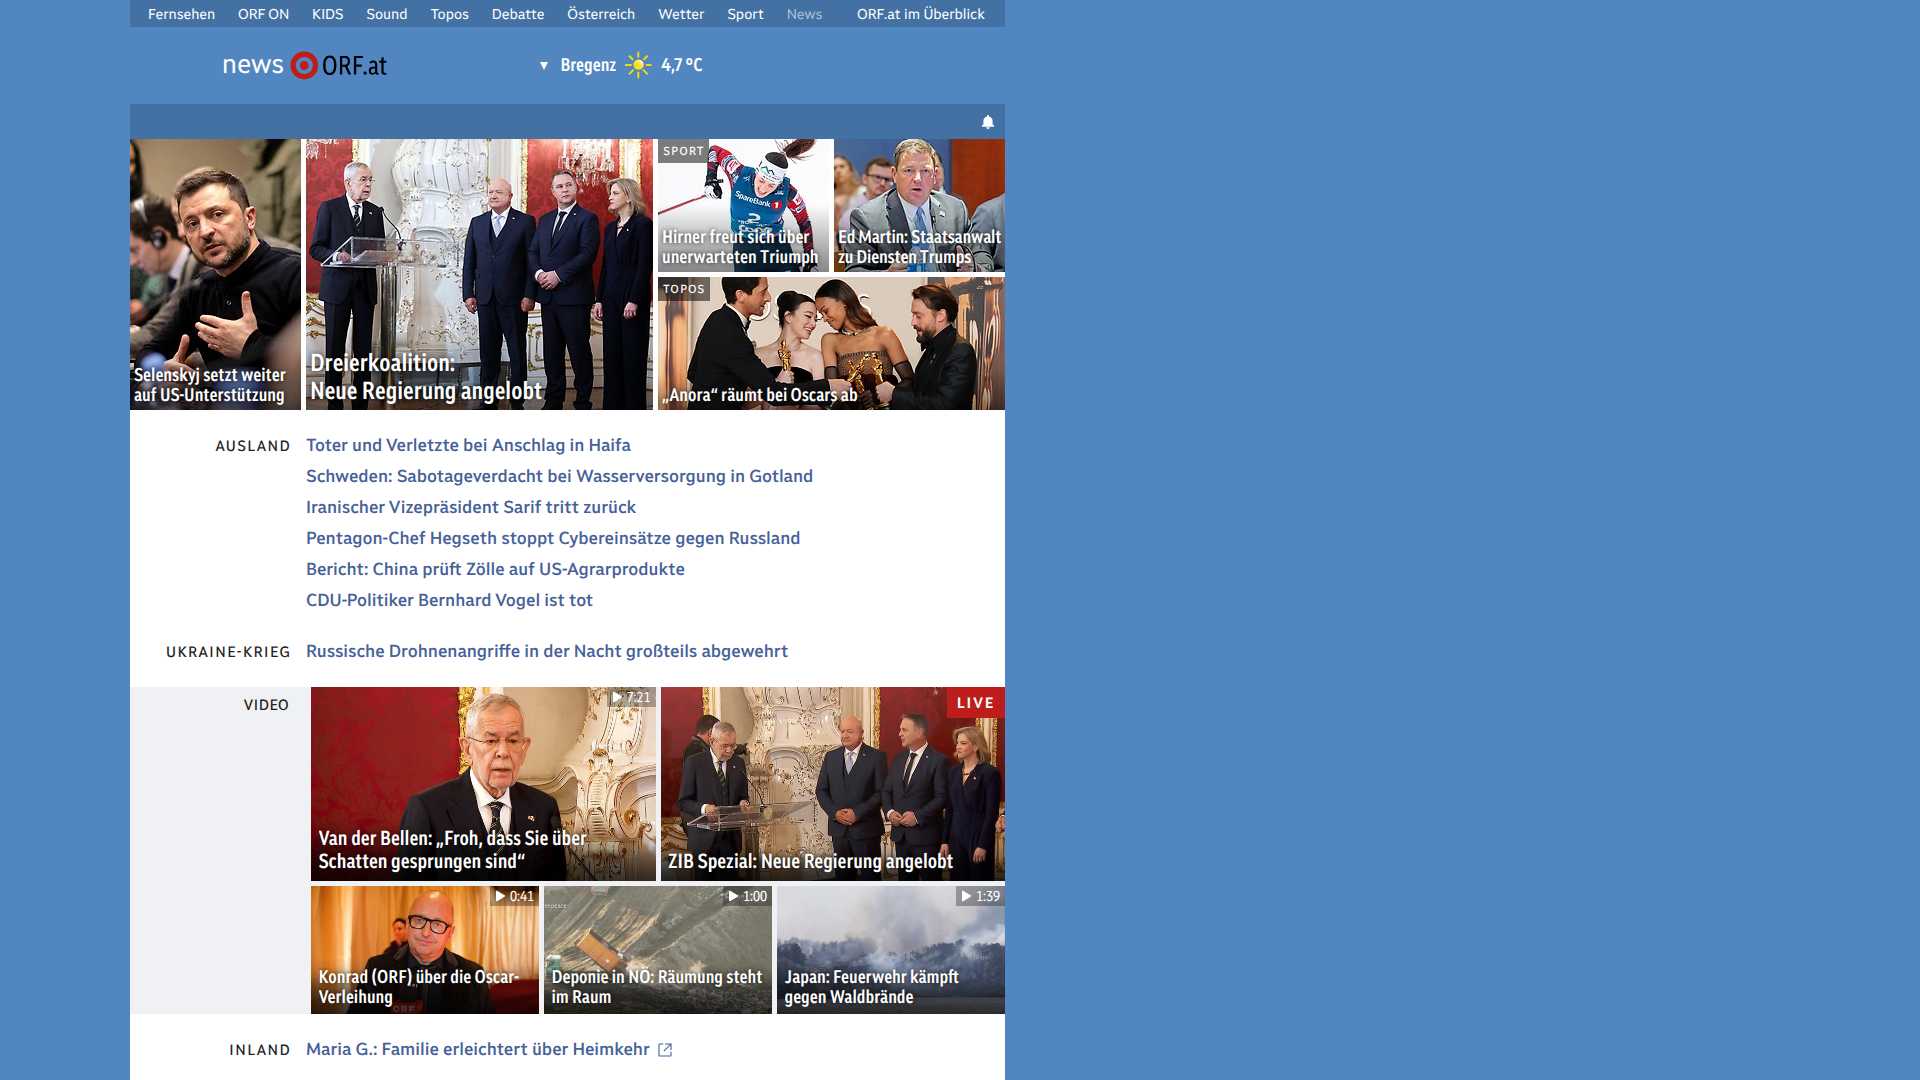 Fernsehen ORF ON KIDS Sound Topos Debatte Österreich Wetter Sport News ORF.at im Überblick
news ORF.at
Bregenz 4,7 °C
Selenskyj setzt weiter
auf US-Unterstützung
Dreierkoalition:
Neue Regierung angelobt
SPORT
SpareBank 1
2
Hirner freut sich über
unerwarteten Triumph
Ed Martin: Staatsanwalt
zu Diensten Trumps
TOPOS
„Anora“ räumt bei Oscars ab
AUSLAND
Toter und Verletzte bei Anschlag in Haifa
Schweden: Sabotageverdacht bei Wasserversorgung in Gotland
Iranischer Vizepräsident Sarif tritt zurück
Pentagon-Chef Hegseth stoppt Cybereinsätze gegen Russland
Bericht: China prüft Zölle auf US-Agrarprodukte
CDU-Politiker Bernhard Vogel ist tot
UKRAINE-KRIEG
Russische Drohnenangriffe in der Nacht großteils abgewehrt
VIDEO
7:21
Van der Bellen: „Froh, dass Sie über
Schatten gesprungen sind“
LIVE
ZIB Spezial: Neue Regierung angelobt
0:41
Konrad (ORF) über die Oscar-
Verleihung
ORF
1:00
Deponie in NÖ: Räumung steht
im Raum
1:39
Japan: Feuerwehr kämpft
gegen Waldbrände
INLAND
Maria G.: Familie erleichtert über Heimkehr